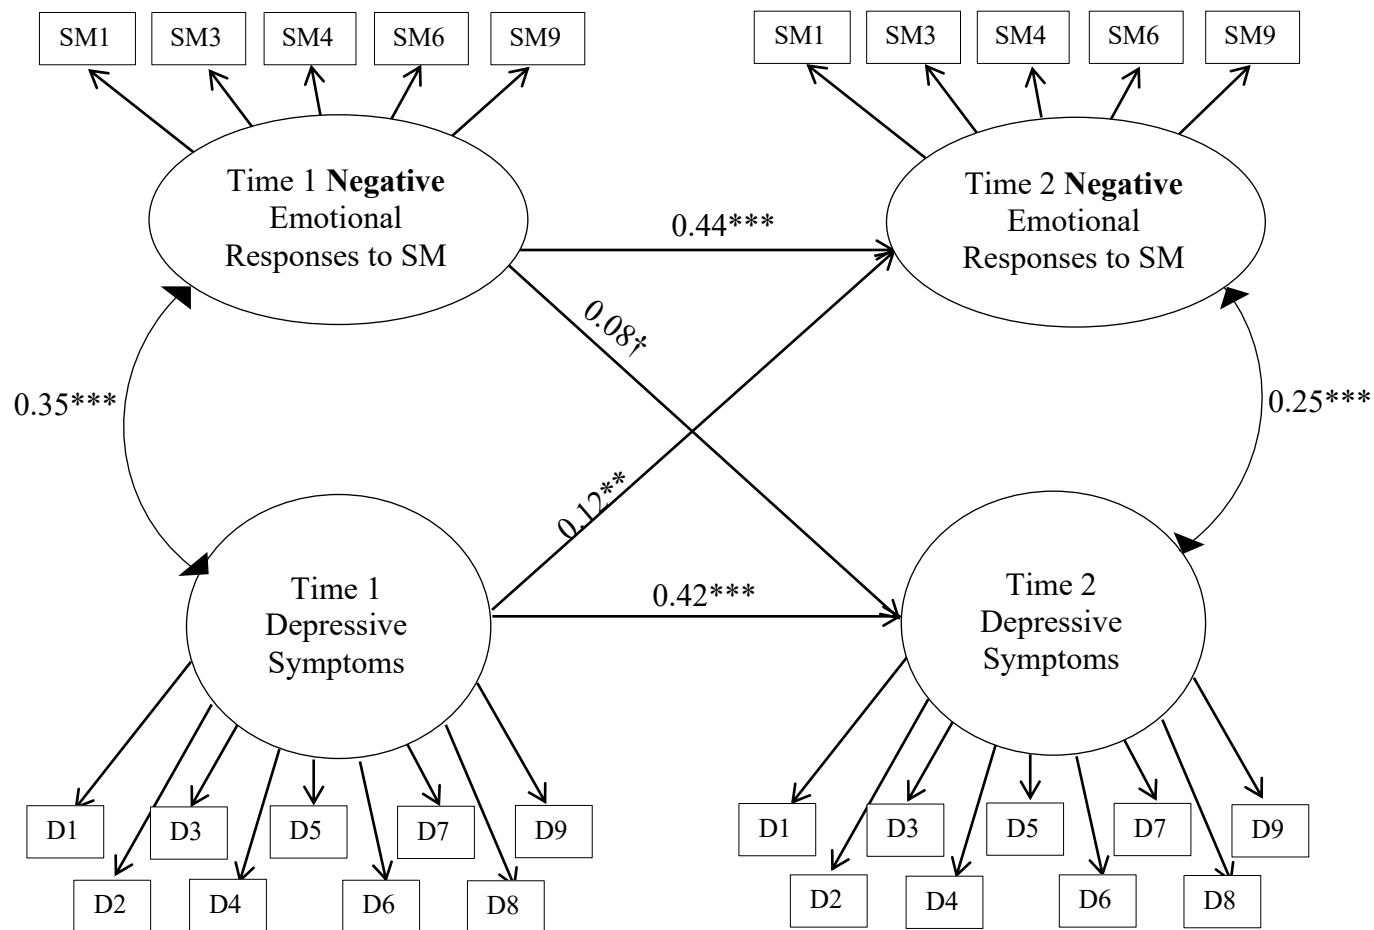 SM1 SM3 SM4 SM6 SM9
SM1 SM3 SM4 SM6 SM9
Time 1 Negative
Emotional
Responses to SM
Time 2 Negative
Emotional
Responses to SM
0.44***
0.08†
0.35***
0.25***
0.12**
0.42***
Time 1
Depressive
Symptoms
Time 2
Depressive
Symptoms
D1 D3 D5 D7 D9
D2 D4 D6 D8
D1 D3 D5 D7 D9
D2 D4 D6 D8